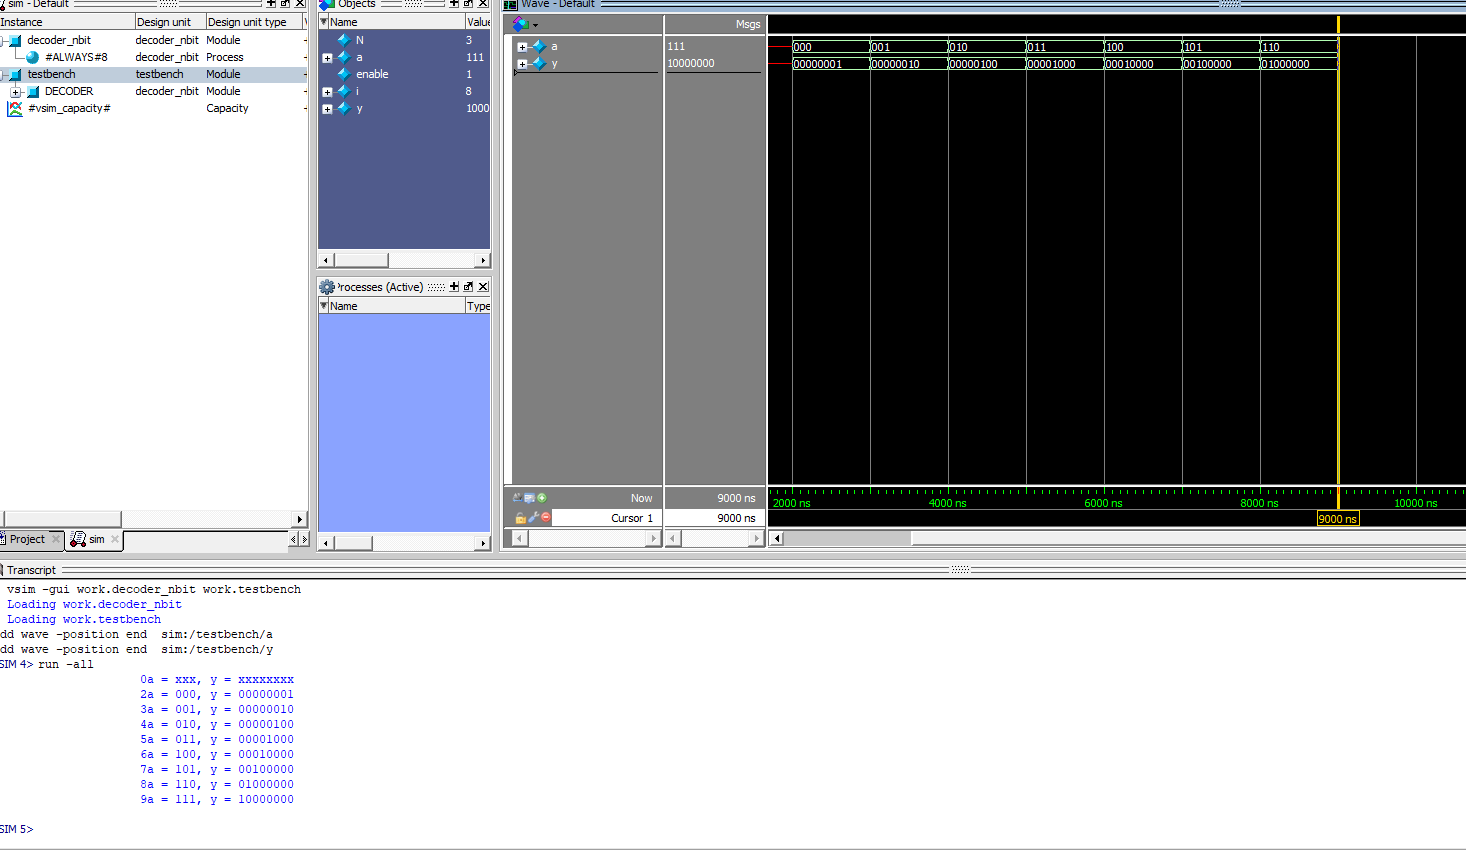 sim - Default
Instance Design unit Design unit type
decoder_nbit decoder_nbit Module
#ALWAYS#8 decoder_nbit Process
testbench testbench Module
DECODER decoder_nbit Module
#vsim_capacity# Capacity
Project sim
Objects
Name Value
N 3
a 111
enable 1
i 8
y 1000
Processes (Active)
Name Type
Wave - Default
Msgs
a 111 000 001 010 011 100 101 110
y 10000000 00000001 00000010 00000100 00001000 00010000 00100000 01000000
Now 9000 ns 2000 ns 4000 ns 6000 ns 8000 ns 10000 ns
Cursor 1 9000 ns 9000 ns
Transcript
vsim -gui work.decoder_nbit work.testbench
Loading work.decoder_nbit
Loading work.testbench
dd wave -position end sim:/testbench/a
dd wave -position end sim:/testbench/y
SIM 4> run -all
0a = xxx, y = xxxxxxxx
2a = 000, y = 00000001
3a = 001, y = 00000010
4a = 010, y = 00000100
5a = 011, y = 00001000
6a = 100, y = 00010000
7a = 101, y = 00100000
8a = 110, y = 01000000
9a = 111, y = 10000000
SIM 5>